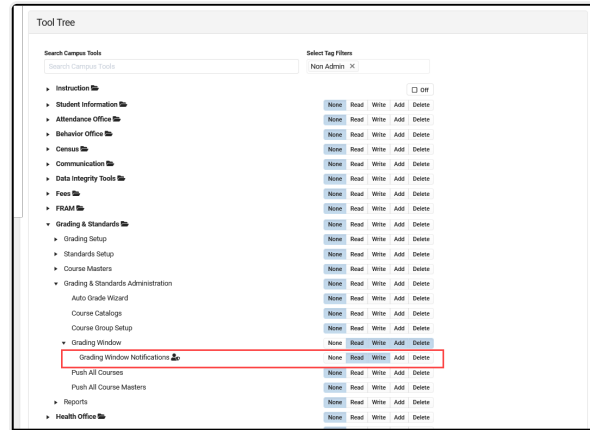 Tool Tree
Search Campus Tools Select Tag Filters
Search Campus Tools Non Admin ×
Instruction Off
Student Information None Read Write Add Delete
Attendance Office None Read Write Add Delete
Behavior Office None Read Write Add Delete
Census None Read Write Add Delete
Communication None Read Write Add Delete
Data Integrity Tools None Read Write Add Delete
Fees None Read Write Add Delete
FRAM None Read Write Add Delete
Grading & Standards None Read Write Add Delete
Grading Setup None Read Write Add Delete
Standards Setup None Read Write Add Delete
Course Masters None Read Write Add Delete
Grading & Standards Administration None Read Write Add Delete
Auto Grade Wizard None Read Write Add Delete
Course Catalogs None Read Write Add Delete
Course Group Setup None Read Write Add Delete
Grading Window None Read Write Add Delete
Grading Window Notifications None Read Write Add Delete
Push All Courses None Read Write Add Delete
Push All Course Masters None Read Write Add Delete
Reports None Read Write Add Delete
Health Office None Read Write Add Delete